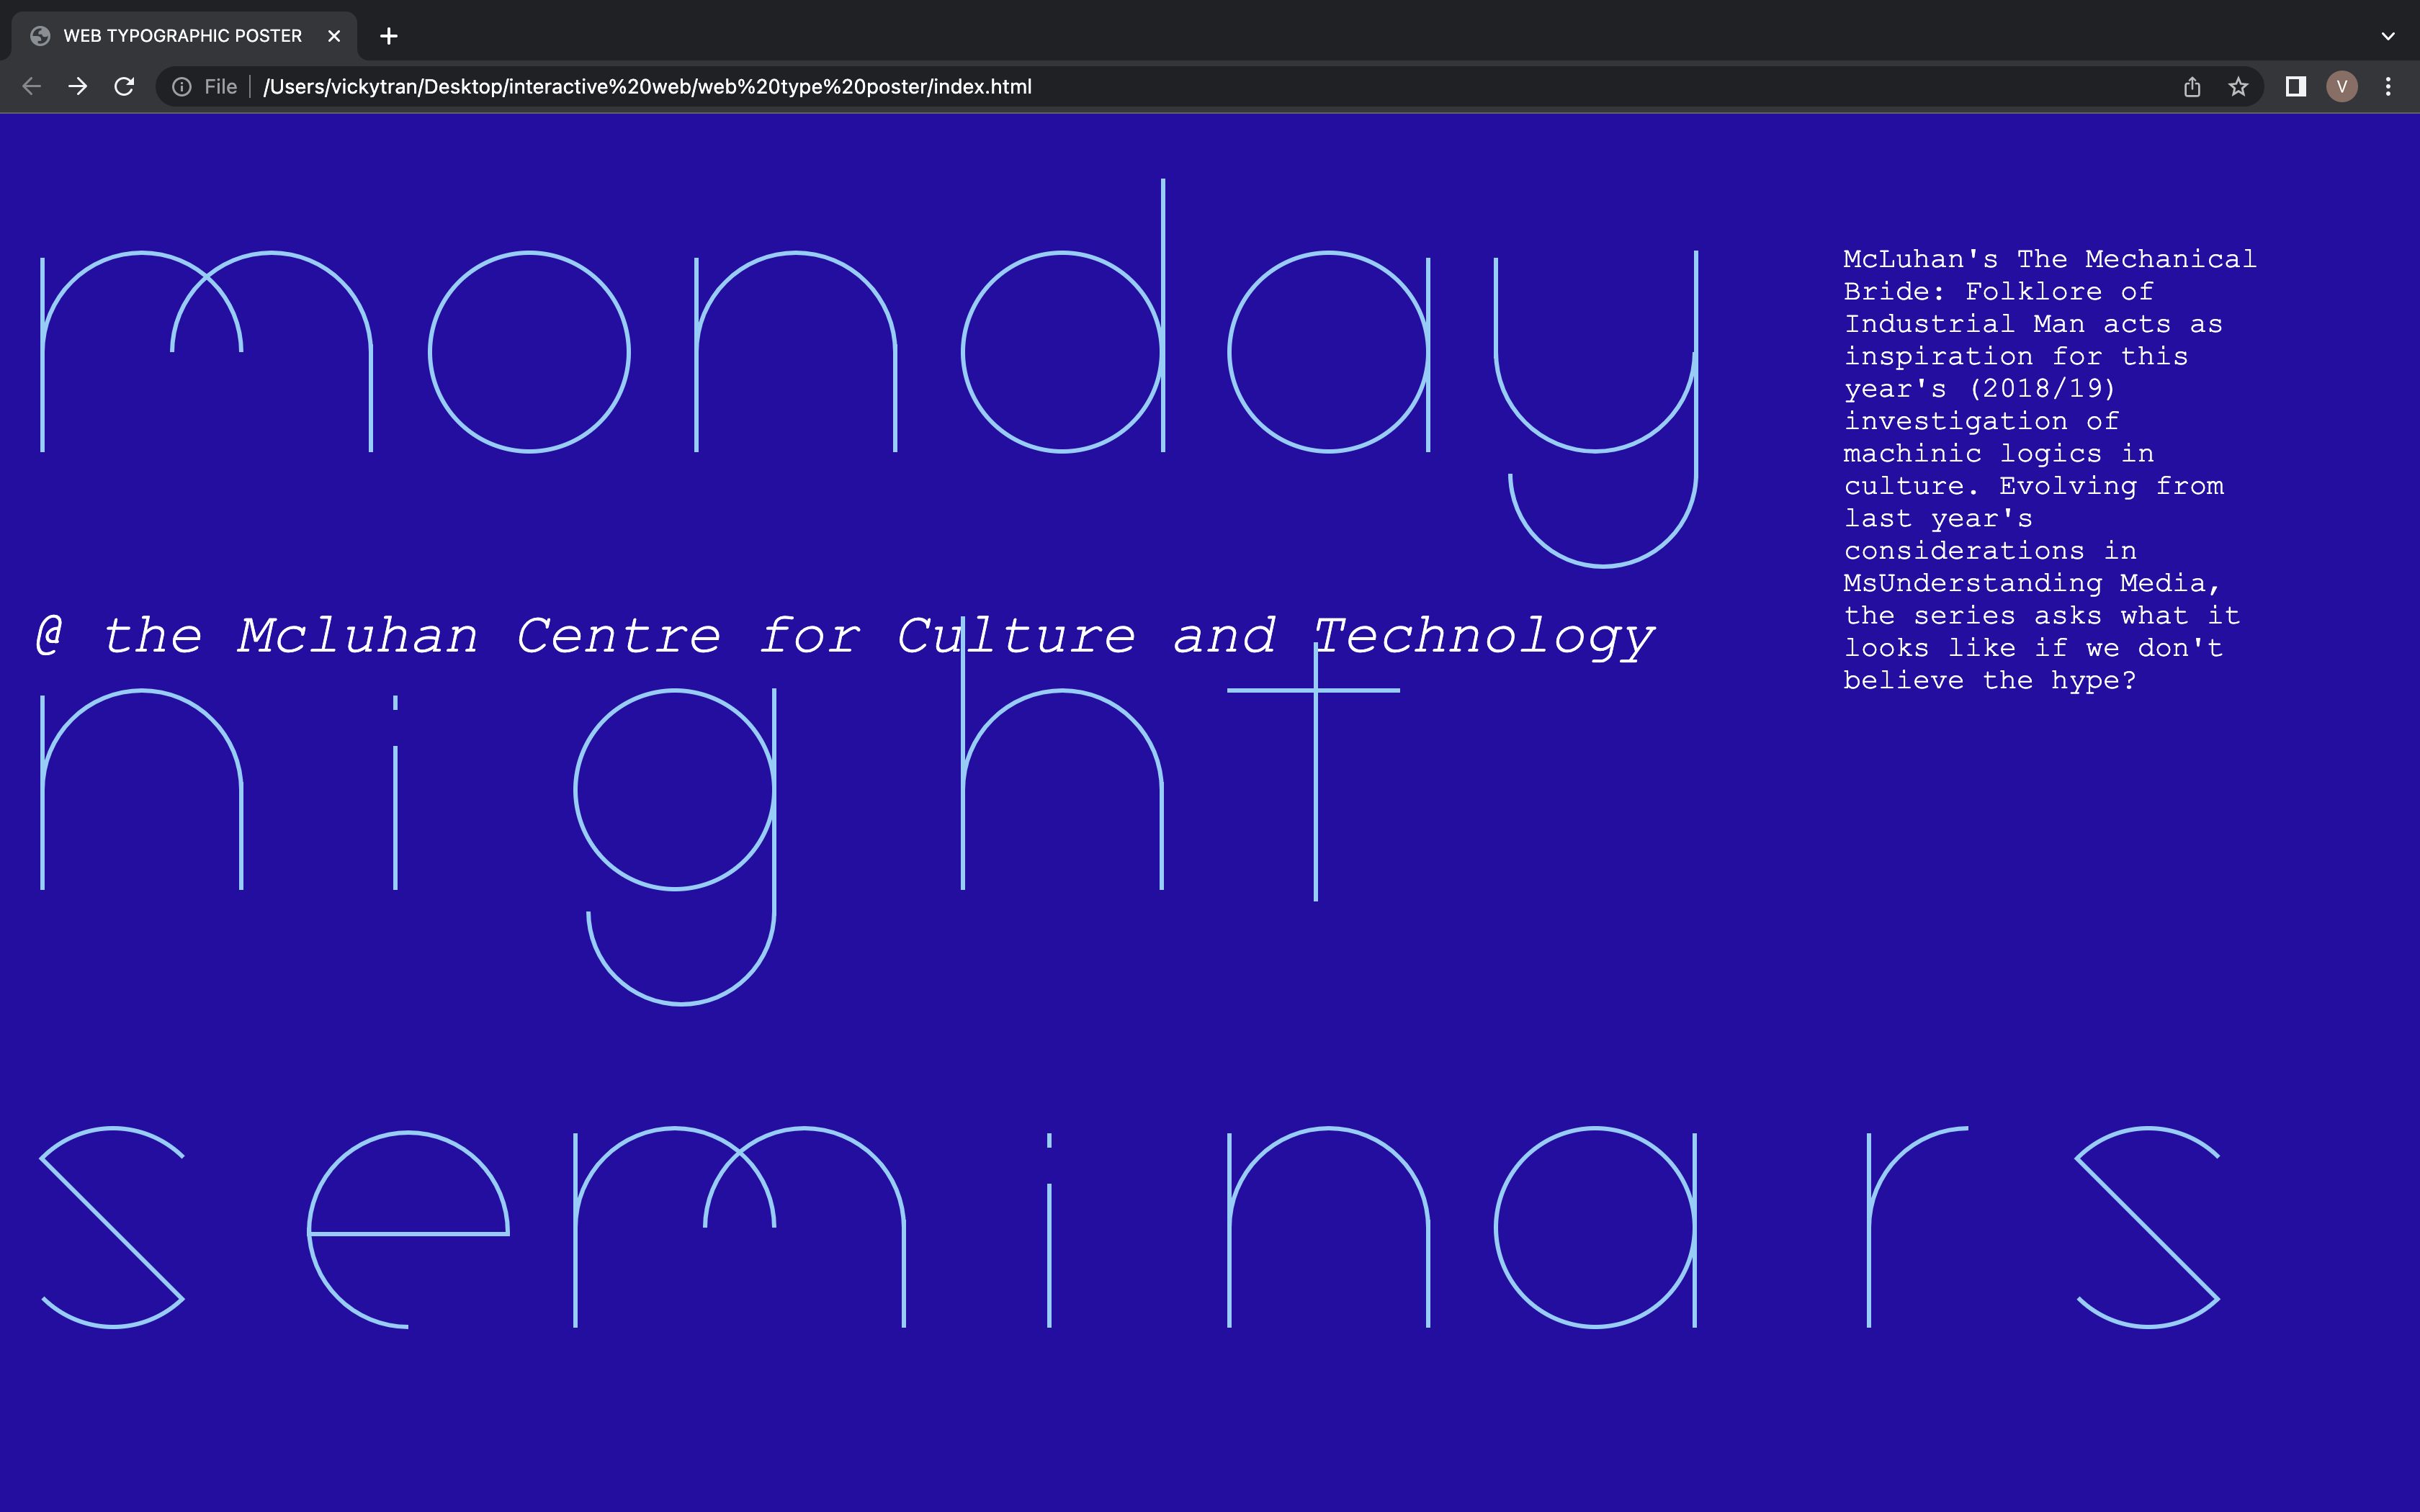 WEB TYPOGRAPHIC POSTER
File /Users/vickytran/Desktop/interactive%20web/web%20type%20poster/index.html
V
monday
@ the Mcluhan Centre for Culture and Technology
night
seminars
McLuhan's The Mechanical
Bride: Folklore of
Industrial Man acts as
inspiration for this
year's (2018/19)
investigation of
machinic logics in
culture. Evolving from
last year's
considerations in
MsUnderstanding Media,
the series asks what it
looks like if we don't
believe the hype?